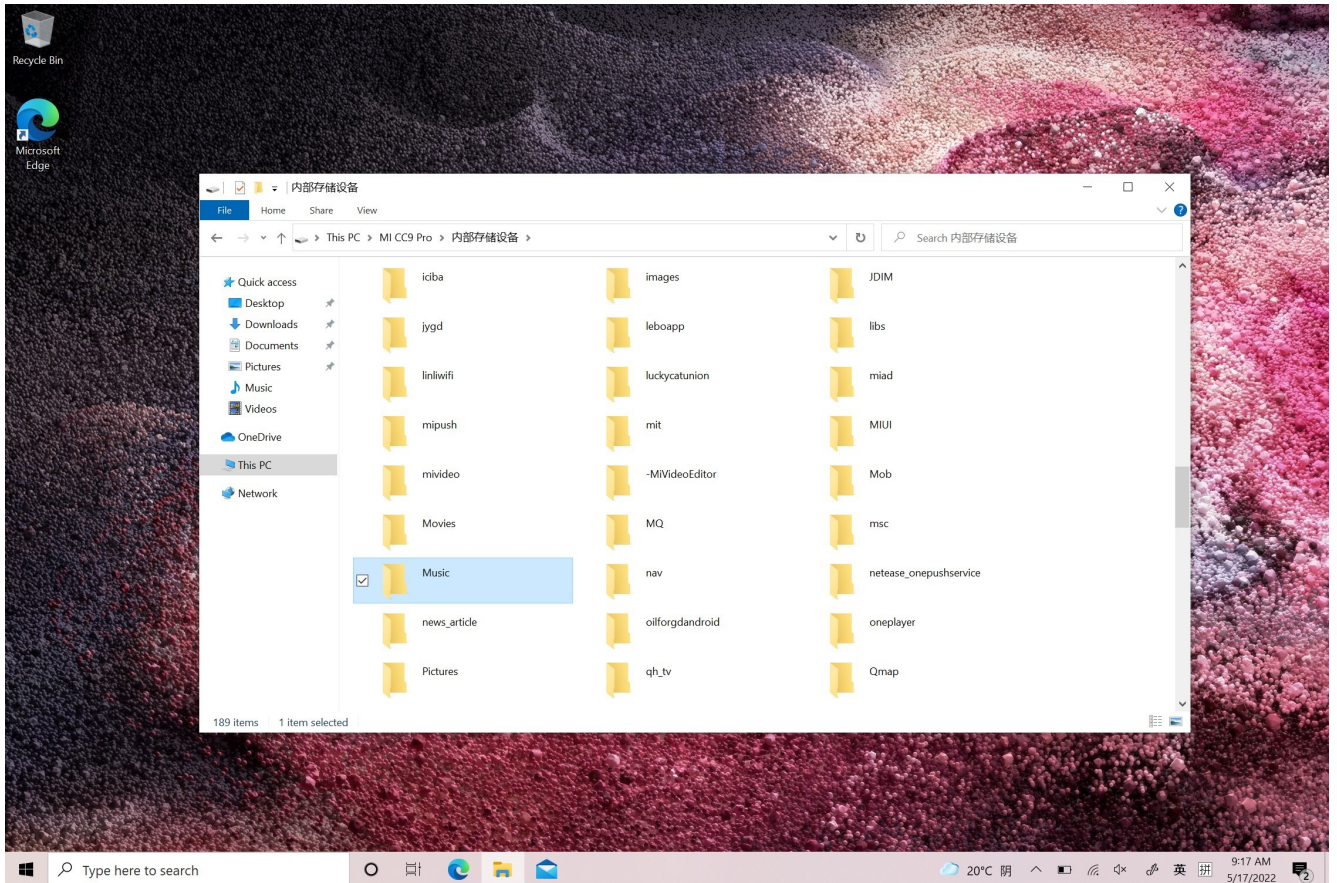 Recycle Bin
Microsoft
Edge
内部存储设备
File Home Share View
This PC MI CC9 Pro 内部存储设备
Search 内部存储设备
Quick access
Desktop
Downloads
Documents
Pictures
Music
Videos
OneDrive
This PC
Network
iciba images JDIM
jygd leboapp libs
linliwifi luckycatunion miad
mipush mit MIUI
mivideo -MiVideoEditor Mob
Movies MQ msc
Music nav netease_onepushservice
news_article oilforgdandroid oneplayer
Pictures qh_tv Qmap
189 items 1 item selected
Type here to search
20°C 阴
英
拼
9:17 AM
5/17/2022
2